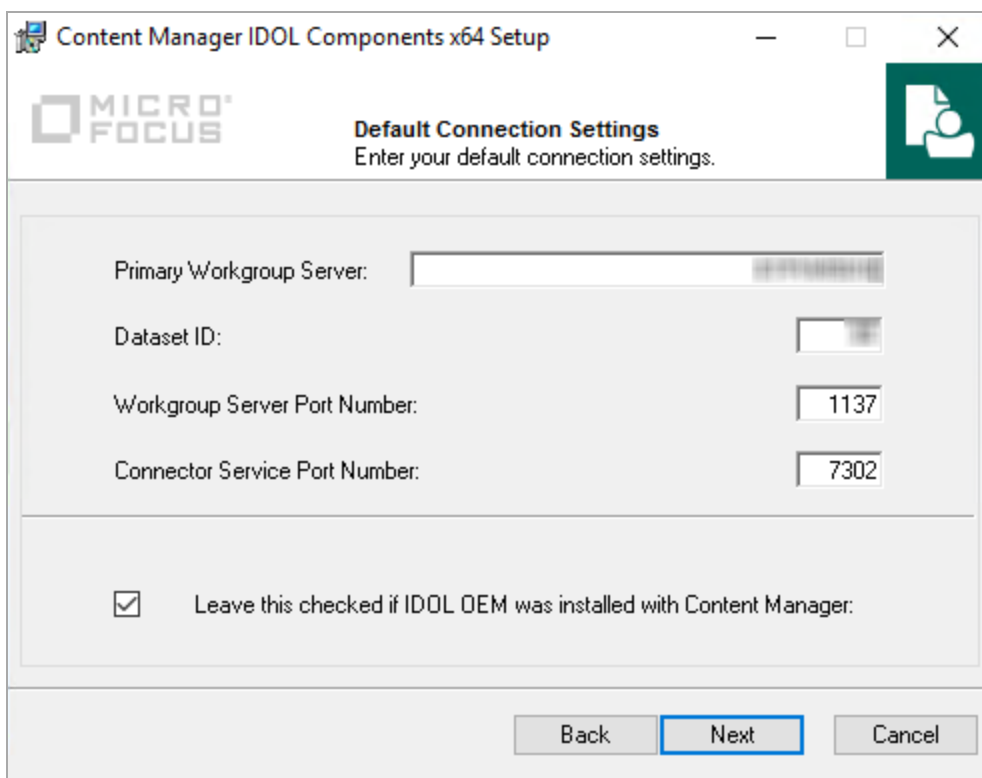 Content Manager IDOL Components x64 Setup
MICRO
FOCUS
Default Connection Settings
Enter your default connection settings.
Primary Workgroup Server:
Dataset ID:
Workgroup Server Port Number: 1137
Connector Service Port Number: 7302
Leave this checked if IDOL OEM was installed with Content Manager:
Back Next Cancel